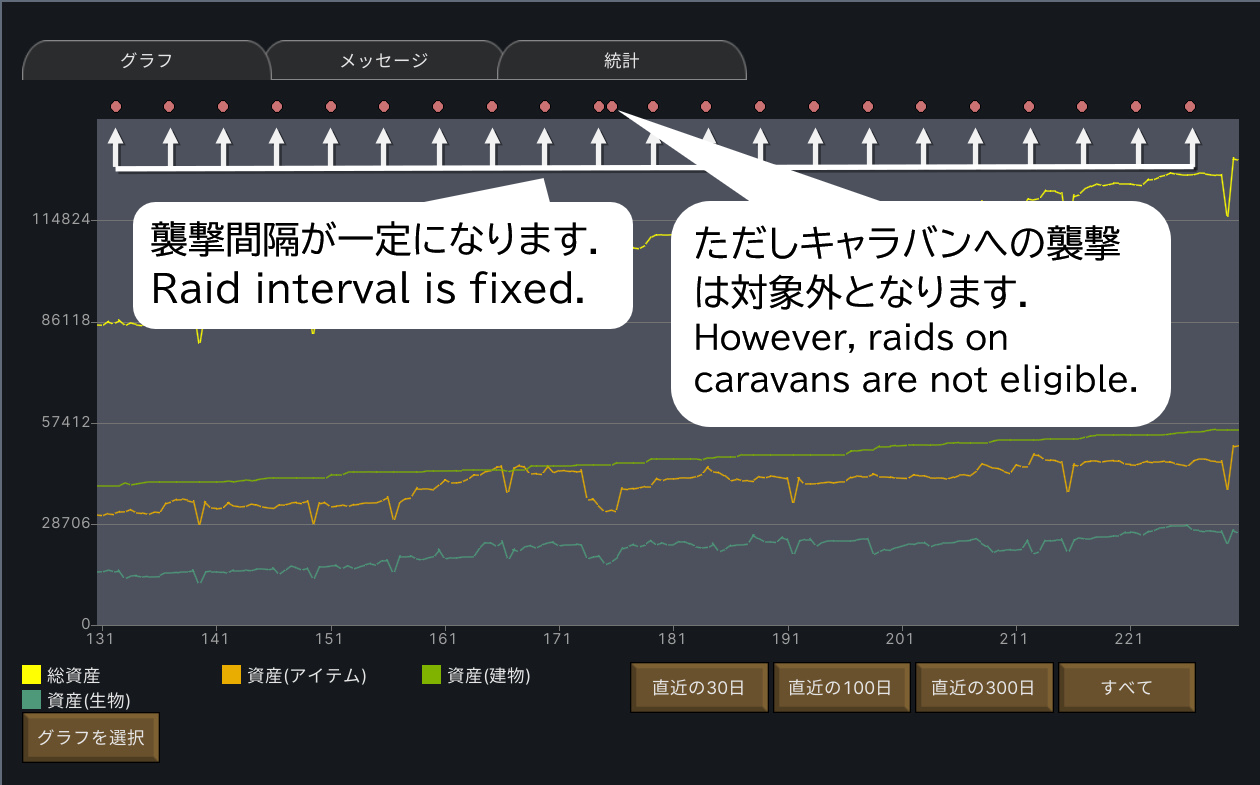 グラフ
メッセージ
統計
襲撃間隔が一定になります.
Raid interval is fixed.
ただしキャラバンへの襲撃
は対象外となります.
However, raids on
caravans are not eligible.
114824
86118
57412
28706
0
131 141 151 161 171 181 191 201 211 221
総資産 資産(アイテム) 資産(建物)
資産(生物)
直近の30日 直近の100日 直近の300日 すべて
グラフを選択